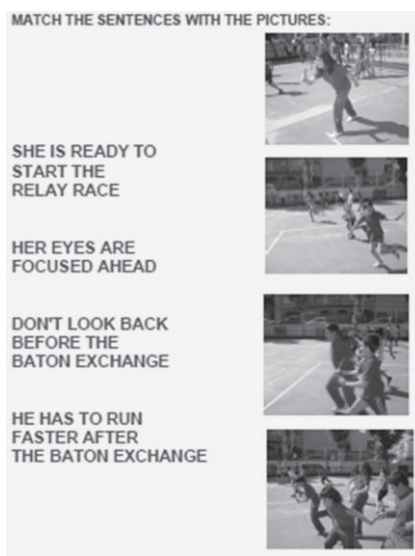 MATCH THE SENTENCES WITH THE PICTURES:
SHE IS READY TO
START THE
RELAY RACE
HER EYES ARE
FOCUSED AHEAD
DON'T LOOK BACK
BEFORE THE
BATON EXCHANGE
HE HAS TO RUN
FASTER AFTER
THE BATON EXCHANGE